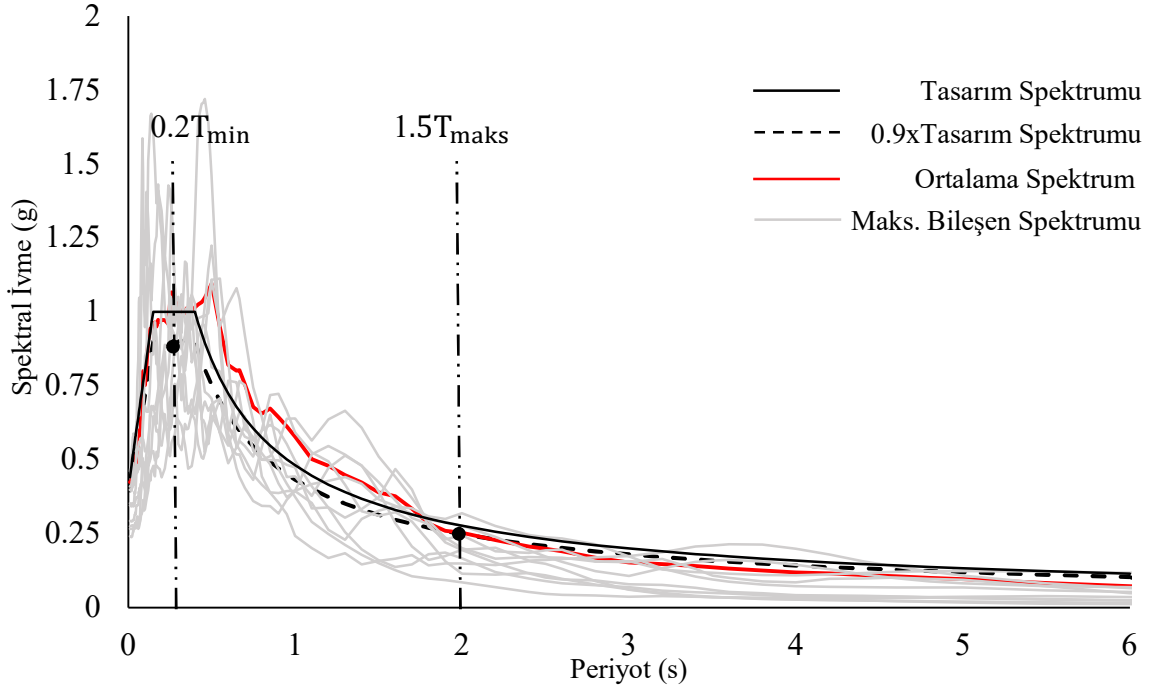 2
1.75
1.5
1.25
1
0.75
0.5
0.25
0
Spektral İvme (g)
0.2Tmin
1.5Tmaks
Tasarım Spektrumu
0.9xTasarım Spektrumu
Ortalama Spektrum
Maks. Bileşen Spektrumu
0 1 2 3 4 5 6
Periyot (s)